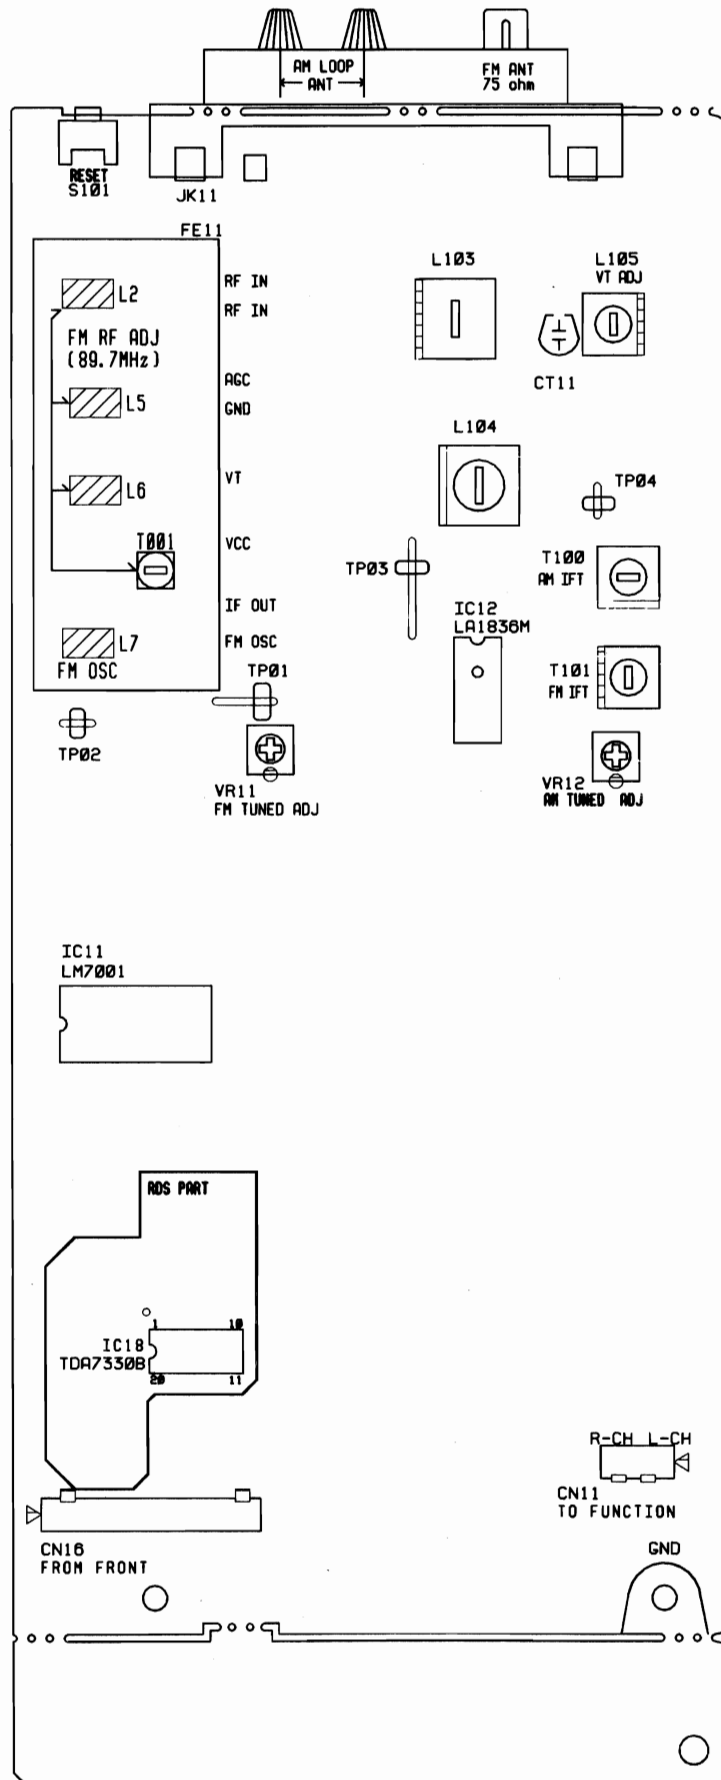 AM LOOP
ANT
FM ANT
75 ohm
RESET
S101
JK11
FE11
L2
RF IN
RF IN
FM RF ADJ
(89.7MHz)
AGC
L5
GND
VT
L6
T001
VCC
IF OUT
L7
FM OSC
FM OSC
L103
L105
VT ADJ
CT11
L104
TP04
TP03
T100
AM IFT
IC12
LA1836M
T101
FM IFT
TP01
TP02
VR11
FM TUNED ADJ
VR12
AM TUNED ADJ
IC11
LM7001
RDS PART
1 10
IC18
TDA7330B
20 11
R-CH L-CH
CN11
TO FUNCTION
CN16
FROM FRONT
GND